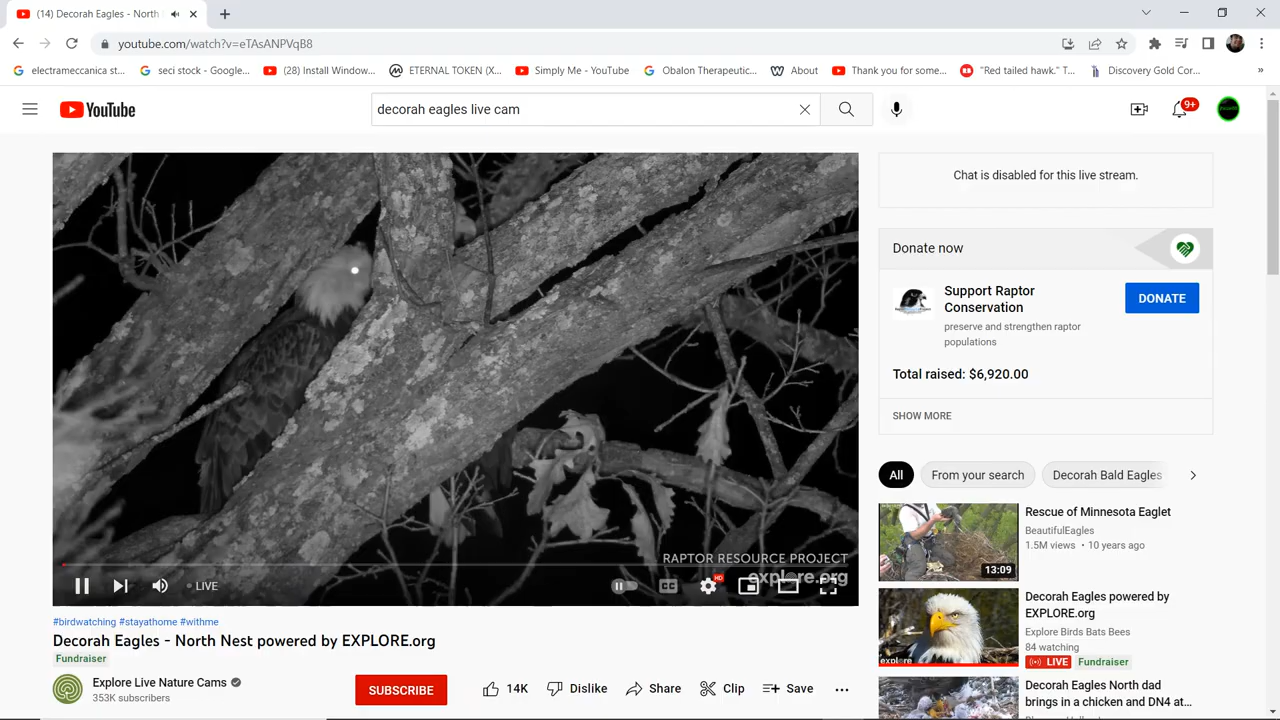 (14) Decorah Eagles - North
youtube.com/watch?v=eTAsANPVqB8
electrameccanica st...
seci stock - Google...
(28) Install Window...
ETERNAL TOKEN (X...
Simply Me - YouTube
Obalon Therapeutic...
About
Thank you for some...
"Red tailed hawk." T...
Discovery Gold Cor...
YouTube
decorah eagles live cam
9+
Chat is disabled for this live stream.
Donate now
Support Raptor
Conservation
DONATE
preserve and strengthen raptor
populations
Total raised: $6,920.00
SHOW MORE
RAPTOR RESOURCE PROJECT
explore.org
LIVE
CC
HD
All
From your search
Decorah Bald Eagles
Rescue of Minnesota Eaglet
BeautifulEagles
1.5M views • 10 years ago
13:09
Decorah Eagles powered by
EXPLORE.org
Explore Birds Bats Bees
84 watching
LIVE Fundraiser
explore
Decorah Eagles North dad
brings in a chicken and DN4 at...
#birdwatching #stayathome #withme
Decorah Eagles - North Nest powered by EXPLORE.org
Fundraiser
Explore Live Nature Cams
353K subscribers
SUBSCRIBE
14K
Dislike
Share
Clip
Save